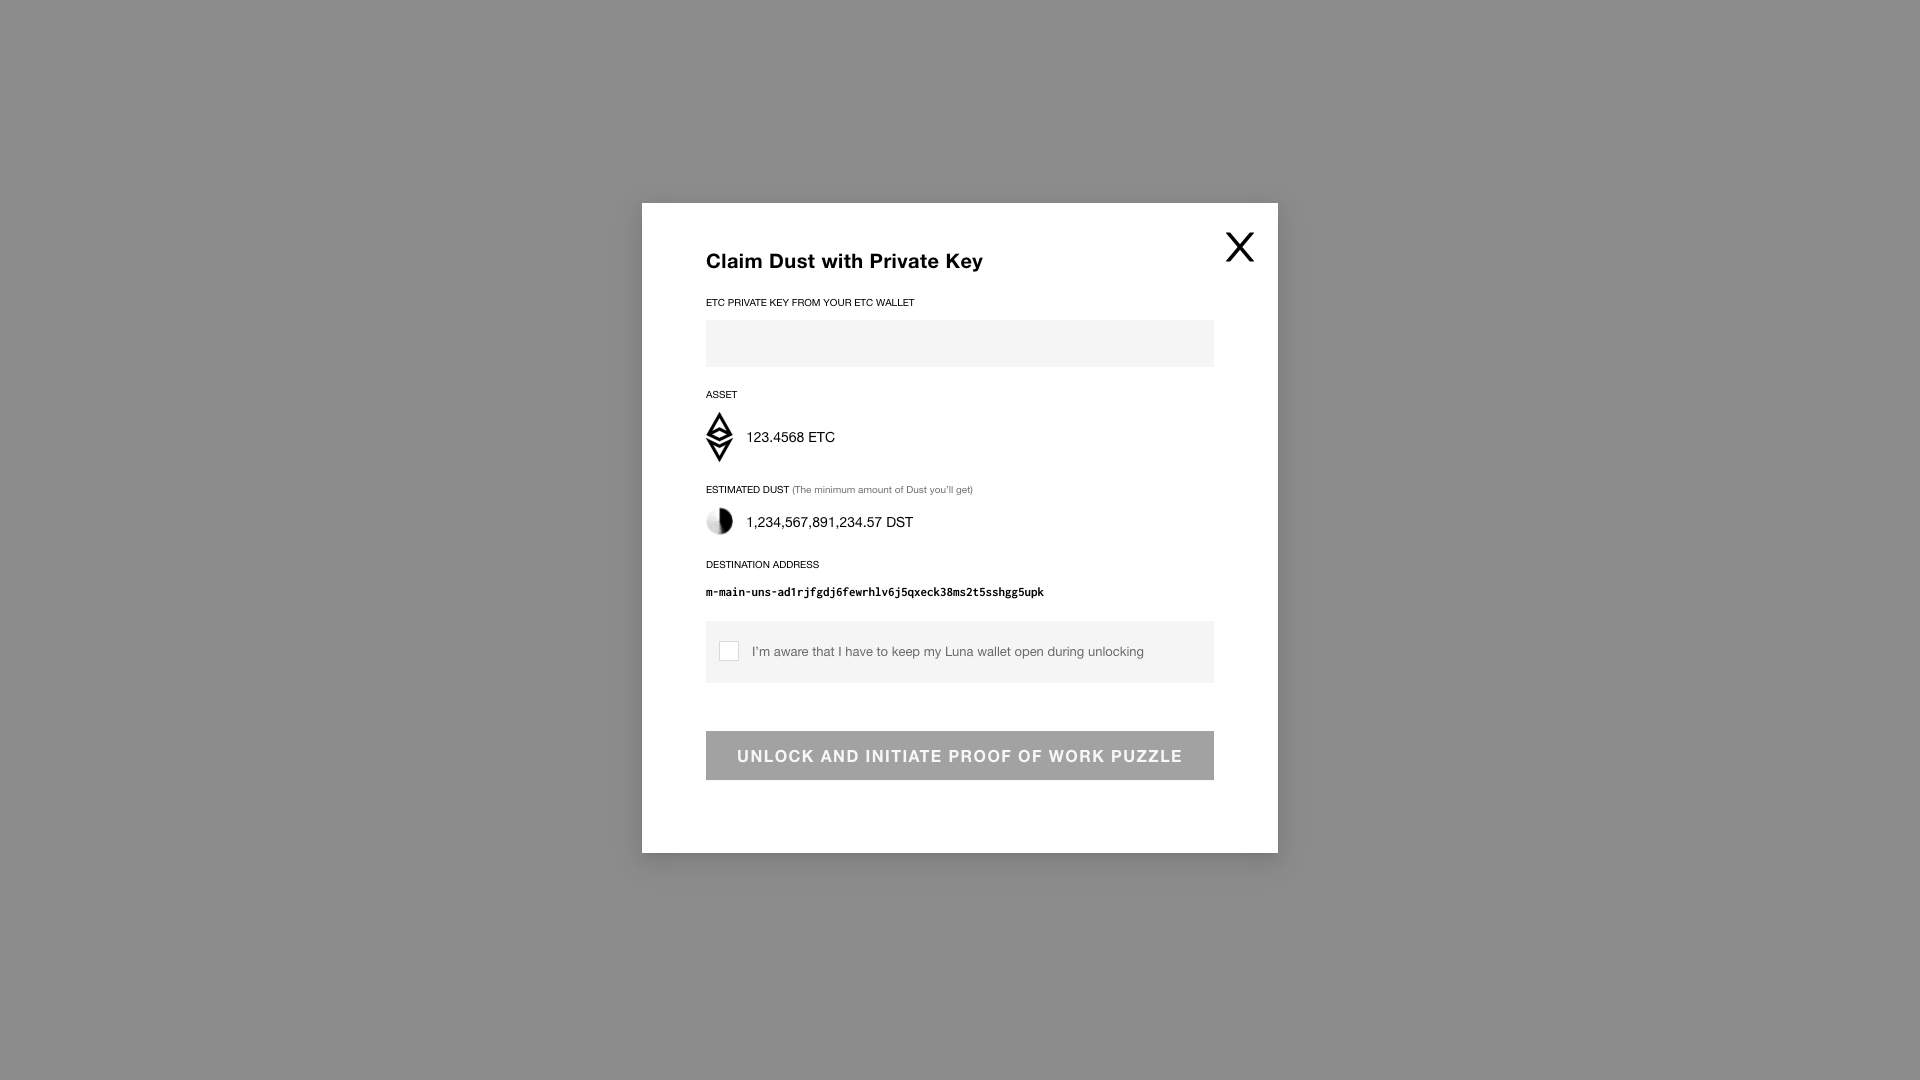 Claim Dust with Private Key
X
ETC PRIVATE KEY FROM YOUR ETC WALLET
ASSET
123.4568 ETC
ESTIMATED DUST (The minimum amount of Dust you’ll get)
1,234,567,891,234.57 DST
DESTINATION ADDRESS
m-main-uns-ad1rjfgdj6fewrhlv6j5qxeck38ms2t5sshgg5upk
I’m aware that I have to keep my Luna wallet open during unlocking
UNLOCK AND INITIATE PROOF OF WORK PUZZLE